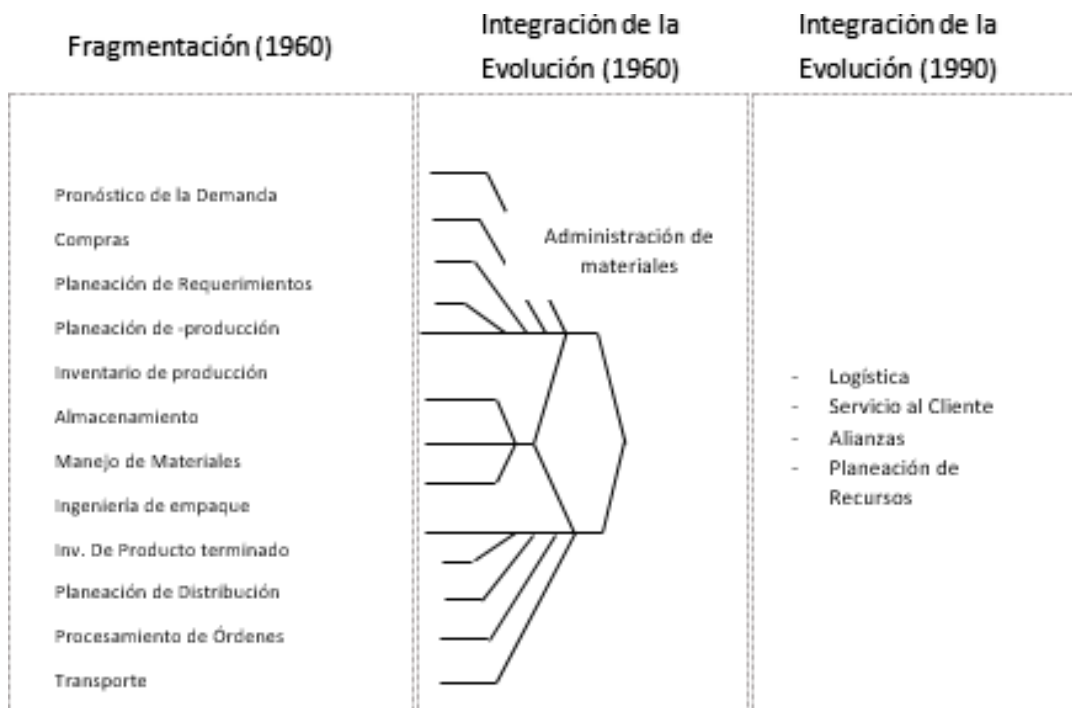 Fragmentación (1960)
Integración de la
Evolución (1960)
Integración de la
Evolución (1990)
Pronóstico de la Demanda
Compras
Planeación de Requerimientos
Planeación de -producción
Inventario de producción
Almacenamiento
Manejo de Materiales
Ingeniería de empaque
Inv. De Producto terminado
Planeación de Distribución
Procesamiento de Órdenes
Transporte
Administración de
materiales
- Logística
- Servicio al Cliente
- Alianzas
- Planeación de
Recursos